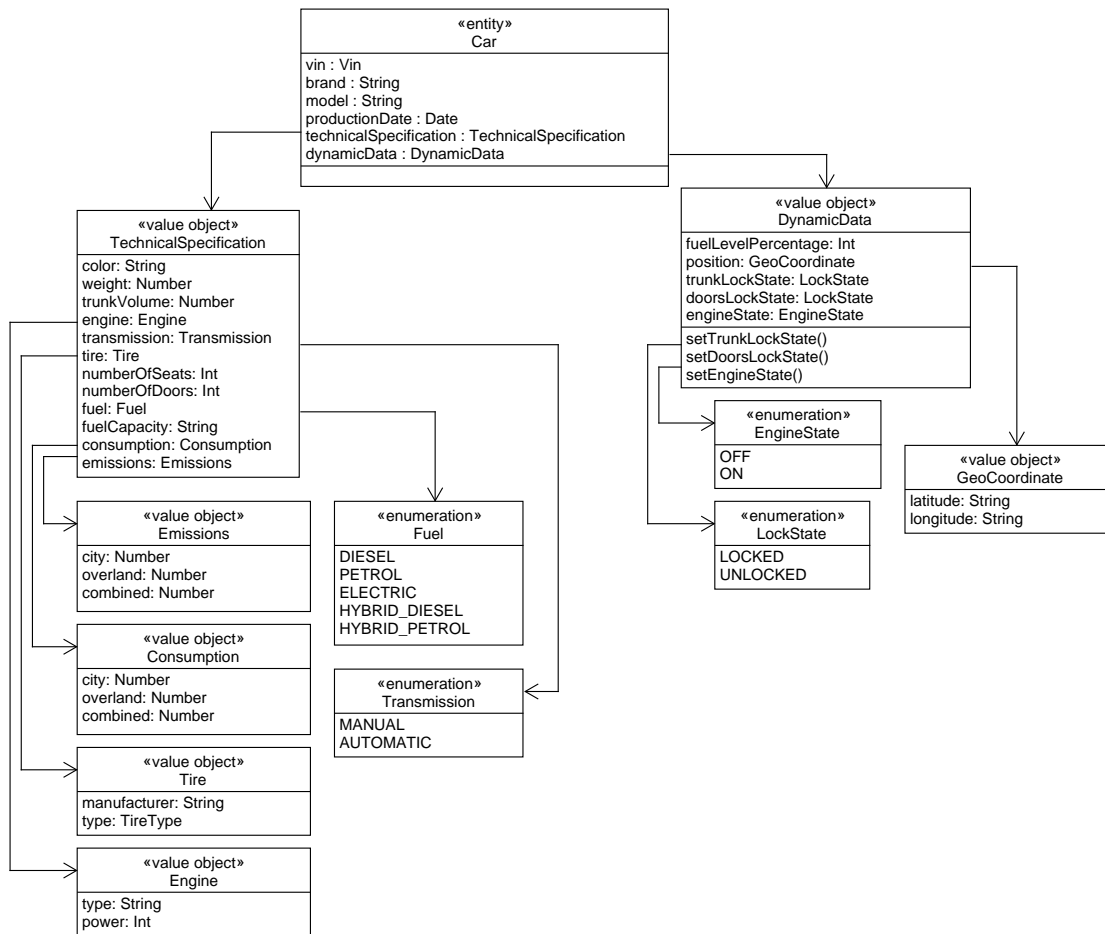 «entity»
Car
vin : Vin
brand : String
model : String
productionDate : Date
technicalSpecification : TechnicalSpecification
dynamicData : DynamicData
«value object»
TechnicalSpecification
color: String
weight: Number
trunkVolume: Number
engine: Engine
transmission: Transmission
tire: Tire
numberOfSeats: Int
numberOfDoors: Int
fuel: Fuel
fuelCapacity: String
consumption: Consumption
emissions: Emissions
«value object»
DynamicData
fuelLevelPercentage: Int
position: GeoCoordinate
trunkLockState: LockState
doorsLockState: LockState
engineState: EngineState
setTrunkLockState()
setDoorsLockState()
setEngineState()
«enumeration»
EngineState
OFF
ON
«value object»
GeoCoordinate
latitude: String
longitude: String
«enumeration»
LockState
LOCKED
UNLOCKED
«value object»
Emissions
city: Number
overland: Number
combined: Number
«enumeration»
Fuel
DIESEL
PETROL
ELECTRIC
HYBRID_DIESEL
HYBRID_PETROL
«value object»
Consumption
city: Number
overland: Number
combined: Number
«enumeration»
Transmission
MANUAL
AUTOMATIC
«value object»
Tire
manufacturer: String
type: TireType
«value object»
Engine
type: String
power: Int